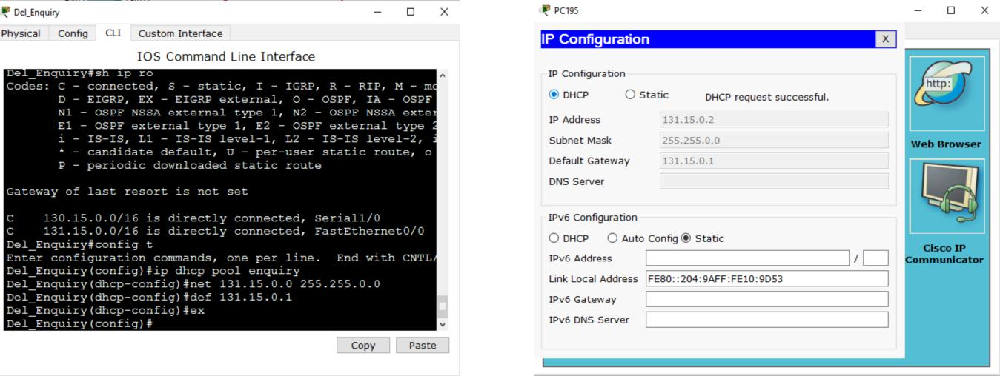 Del_Enquiry
Physical Config CLI Custom Interface
IOS Command Line Interface
Del_Enquiry#sh ip ro
Codes: C - connected, S - static, I - IGRP, R - RIP, M - mo
D - EIGRP, EX - EIGRP external, O - OSPF, IA - OSPF
N1 - OSPF NSSA external type 1, N2 - OSPF NSSA exter
E1 - OSPF external type 1, E2 - OSPF external type 2
i - IS-IS, L1 - IS-IS level-1, L2 - IS-IS level-2, i
* - candidate default, U - per-user static route, o
P - periodic downloaded static route
Gateway of last resort is not set
C 130.15.0.0/16 is directly connected, Serial1/0
C 131.15.0.0/16 is directly connected, FastEthernet0/0
Del_Enquiry#config t
Enter configuration commands, one per line. End with CNTL/
Del_Enquiry(config)#ip dhcp pool enquiry
Del_Enquiry(dhcp-config)#net 131.15.0.0 255.255.0.0
Del_Enquiry(dhcp-config)#def 131.15.0.1
Del_Enquiry(dhcp-config)#ex
Del_Enquiry(config)#
Copy Paste
PC195
IP Configuration X
IP Configuration
DHCP Static DHCP request successful.
IP Address 131.15.0.2
Subnet Mask 255.255.0.0
Default Gateway 131.15.0.1
DNS Server
IPv6 Configuration
DHCP Auto Config Static
IPv6 Address /
Link Local Address FE80::204:9AFF:FE10:9D53
IPv6 Gateway
IPv6 DNS Server
http:
Web Browser
Cisco IP
Communicator